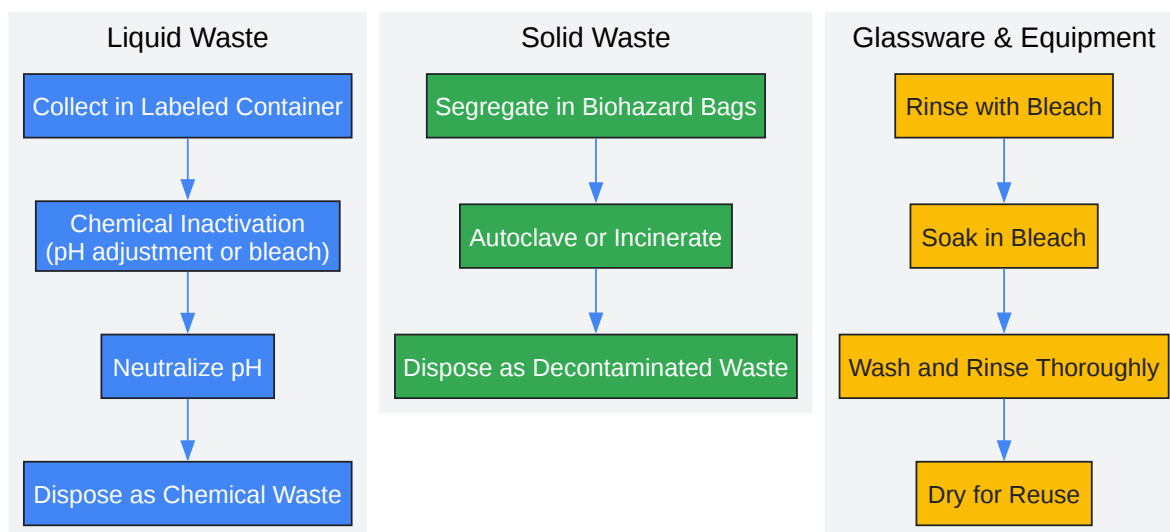 Liquid Waste
Collect in Labeled Container
Chemical Inactivation
(pH adjustment or bleach)
Neutralize pH
Dispose as Chemical Waste
Solid Waste
Segregate in Biohazard Bags
Autoclave or Incinerate
Dispose as Decontaminated Waste
Glassware & Equipment
Rinse with Bleach
Soak in Bleach
Wash and Rinse Thoroughly
Dry for Reuse